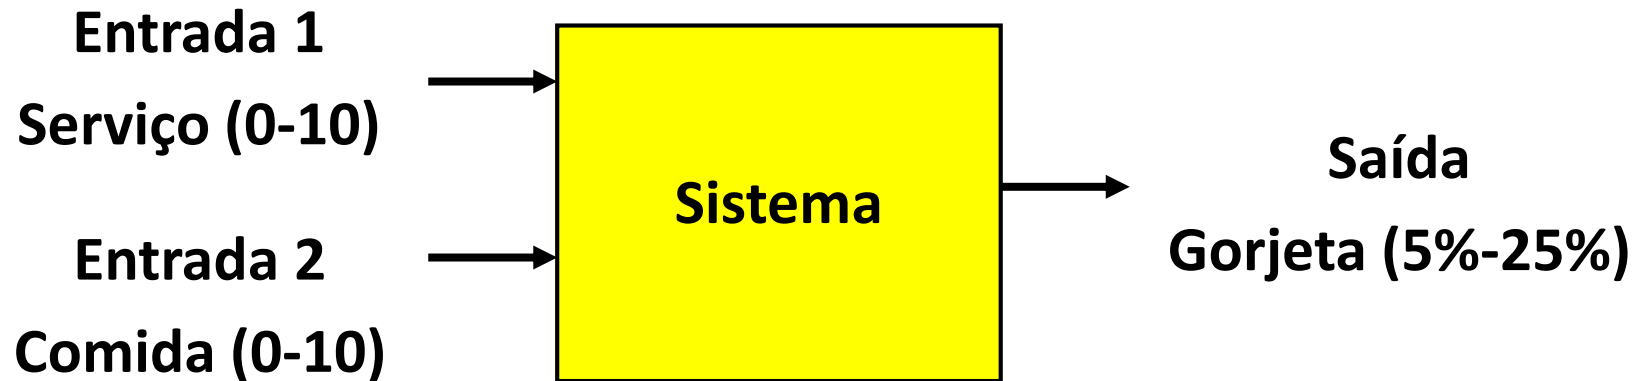 Entrada 1
Serviço (0-10)
Entrada 2
Comida (0-10)
Sistema
Saída
Gorjeta (5%-25%)